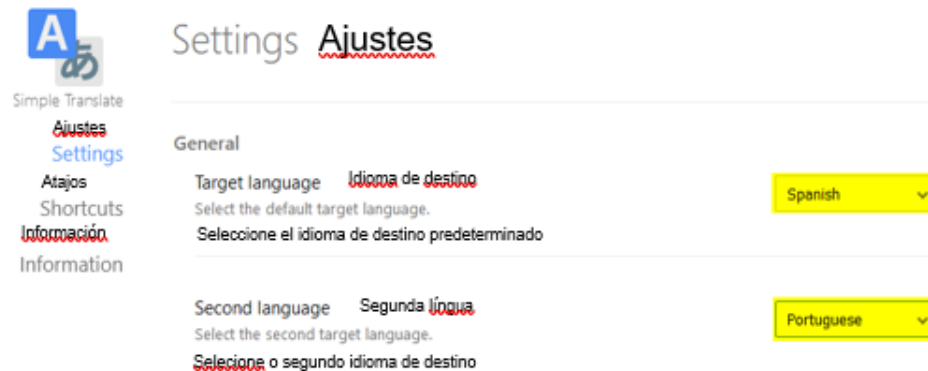 A
あ
Simple Translate
Ajustes
Settings
Atajos
Shortcuts
Información
Information
Settings Ajustes
General
Target language Idioma de destino
Select the default target language.
Seleccione el idioma de destino predeterminado
Spanish
Second language Segunda língua
Select the second target language.
Selecione o segundo idioma de destino
Portuguese